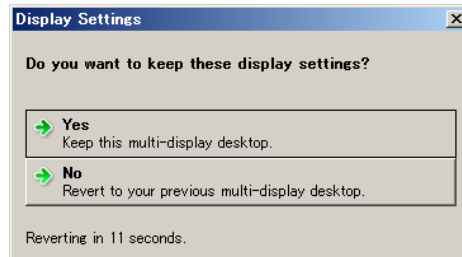 Display Settings
Do you want to keep these display settings?
Yes
Keep this multi-display desktop.
No
Revert to your previous multi-display desktop.
Reverting in 11 seconds.